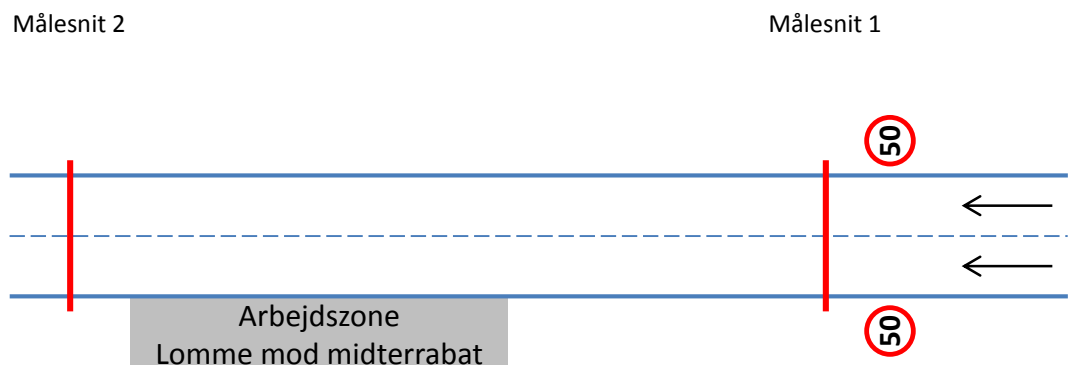 Målesnit 2
Målesnit 1
50
50
Arbejdszone
Lomme mod midterrabat